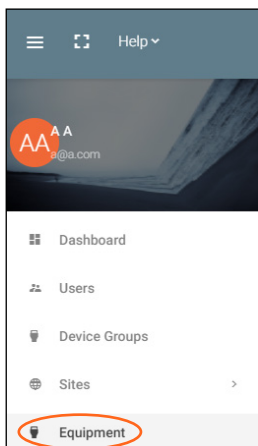 Help
AA
A A
a@a.com
Dashboard
Users
Device Groups
Sites
Equipment